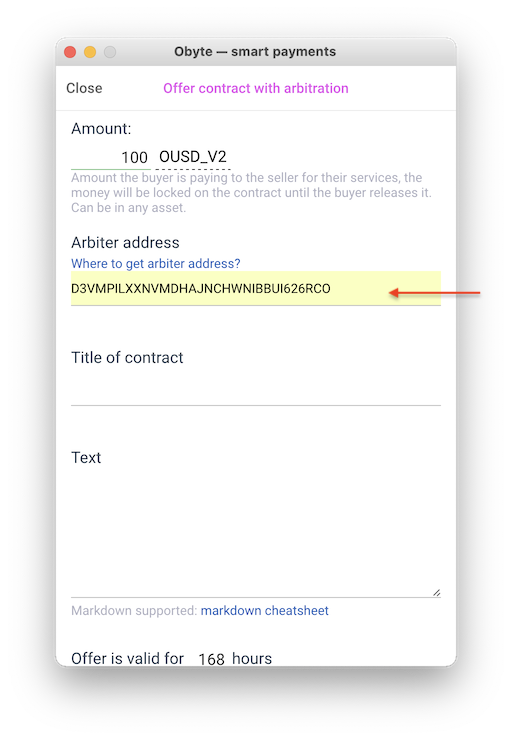 Obyte — smart payments
Close
Offer contract with arbitration
Amount:
100 OUSD_V2
Amount the buyer is paying to the seller for their services, the
money will be locked on the contract until the buyer releases it.
Can be in any asset.
Arbiter address
Where to get arbiter address?
D3VMPILXXNVMDHAJNCHWNIBBUI626RCO
Title of contract
Text
Markdown supported: markdown cheatsheet
Offer is valid for 168 hours